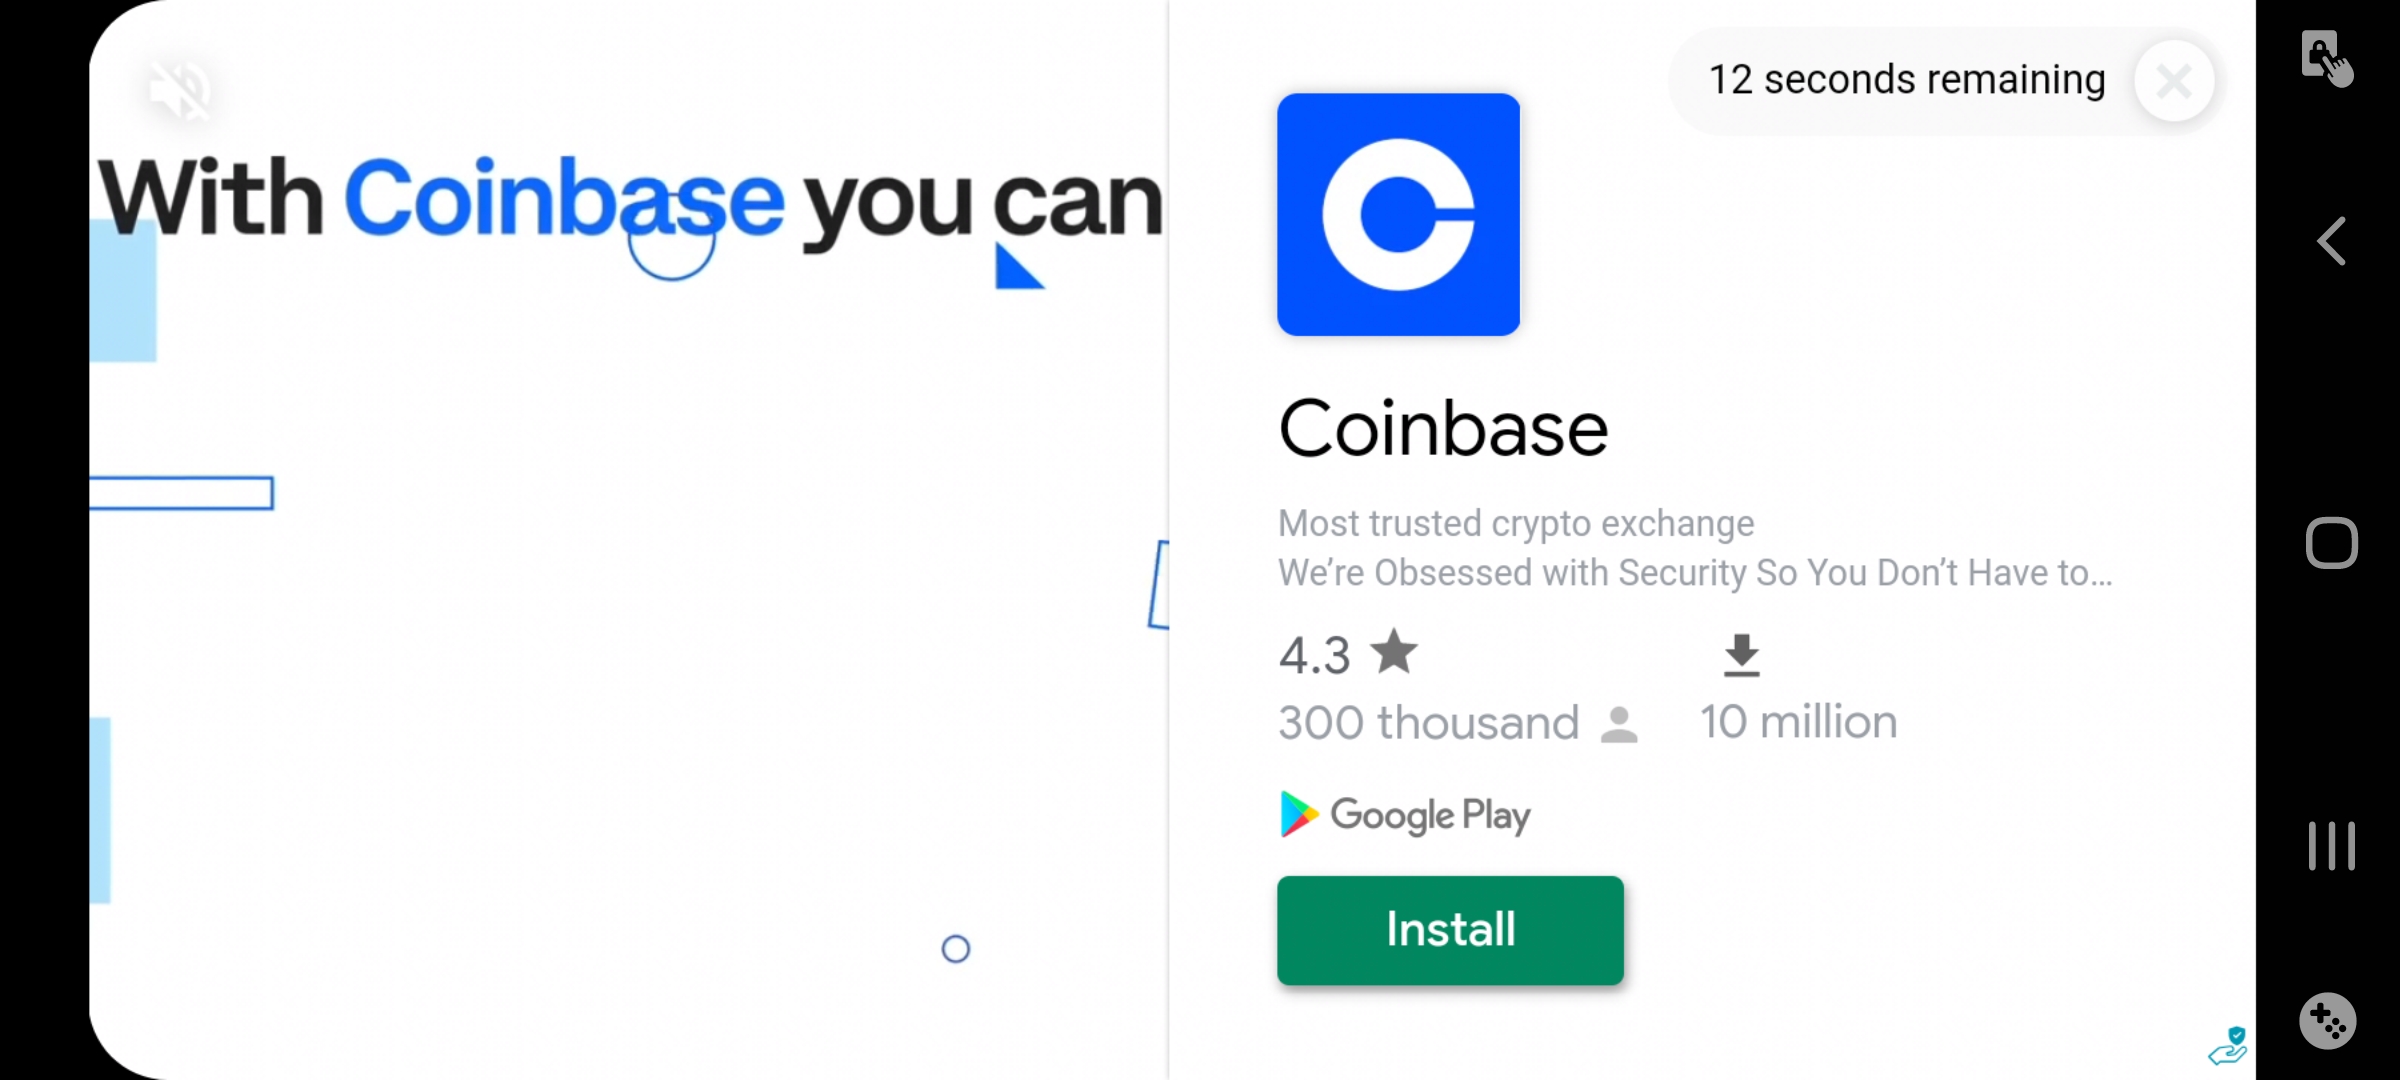 With Coinbase you can
12 seconds remaining
Coinbase
Most trusted crypto exchange
We’re Obsessed with Security So You Don’t Have to…
4.3
300 thousand
10 million
Google Play
Install